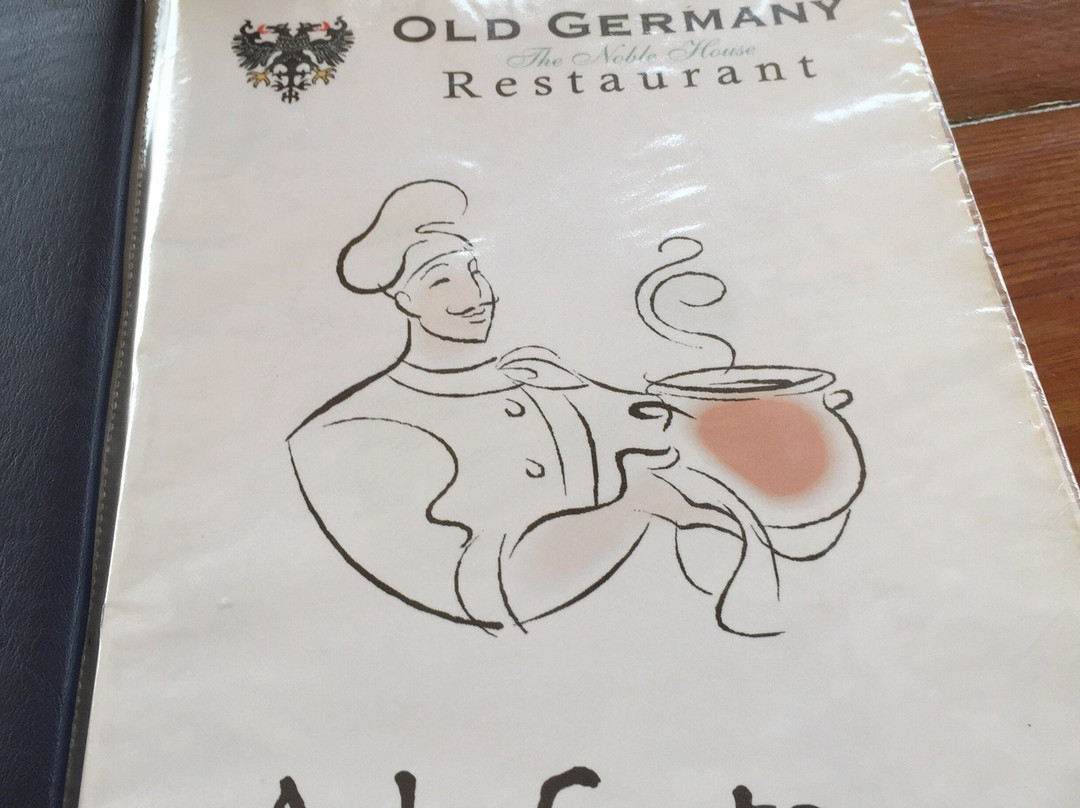 OLD GERMANY
The Noble House
Restaurant